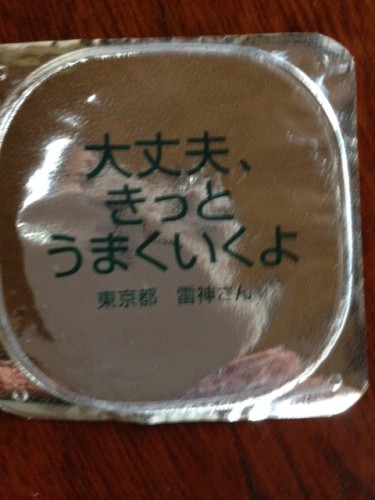 大丈夫、
きっと
うまくいくよ
東京都 雷神さん